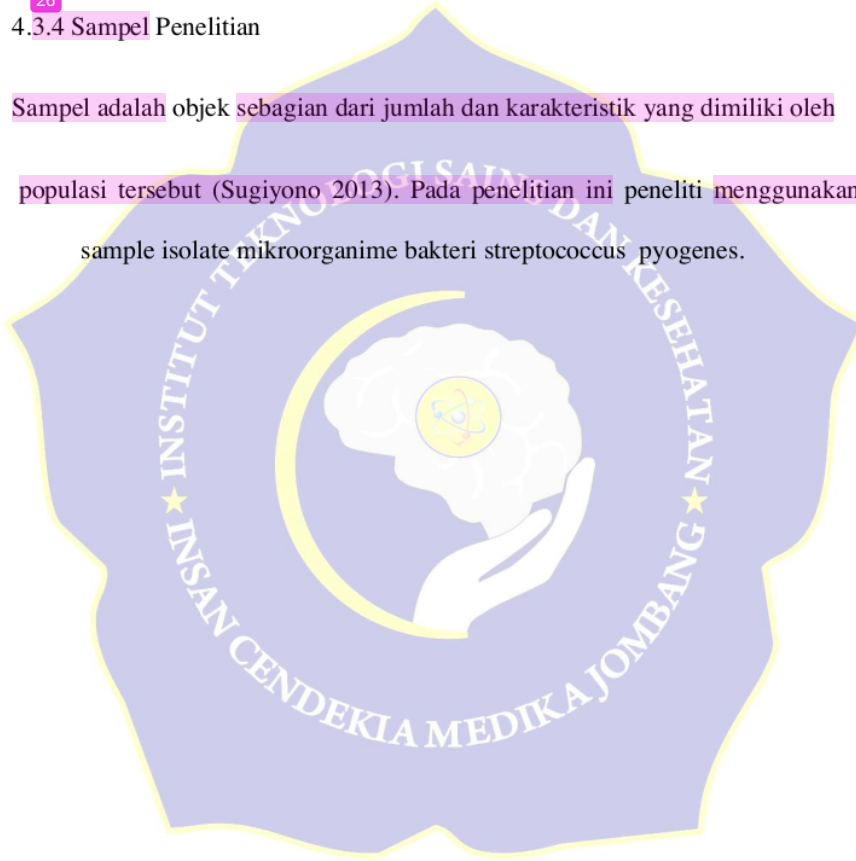 26
4.3.4 Sampel Penelitian
Sampel adalah objek sebagian dari jumlah dan karakteristik yang dimiliki oleh
populasi tersebut (Sugiyono 2013). Pada penelitian ini peneliti menggunakan
sample isolate mikroorganime bakteri streptococcus pyogenes.
INSTITUT TEKNOLOGI SAINS DAN KESEHATAN
INSAN CENDEKIA MEDIKA JOMBANG